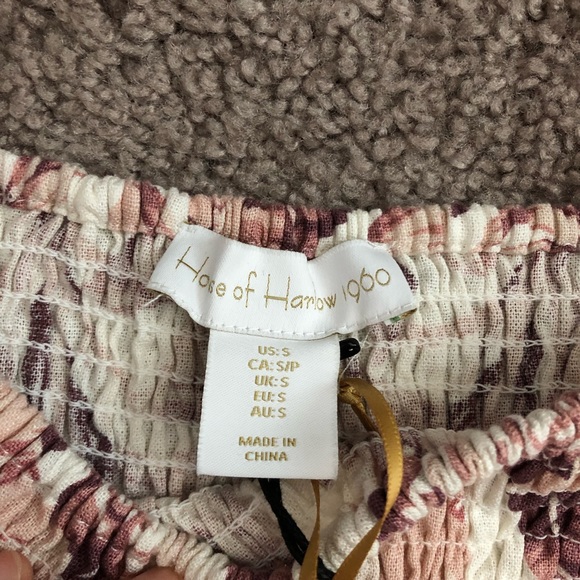 House of Harlow 1960
US: S
CA: S/P
UK: S
EU: S
AU: S
MADE IN
CHINA